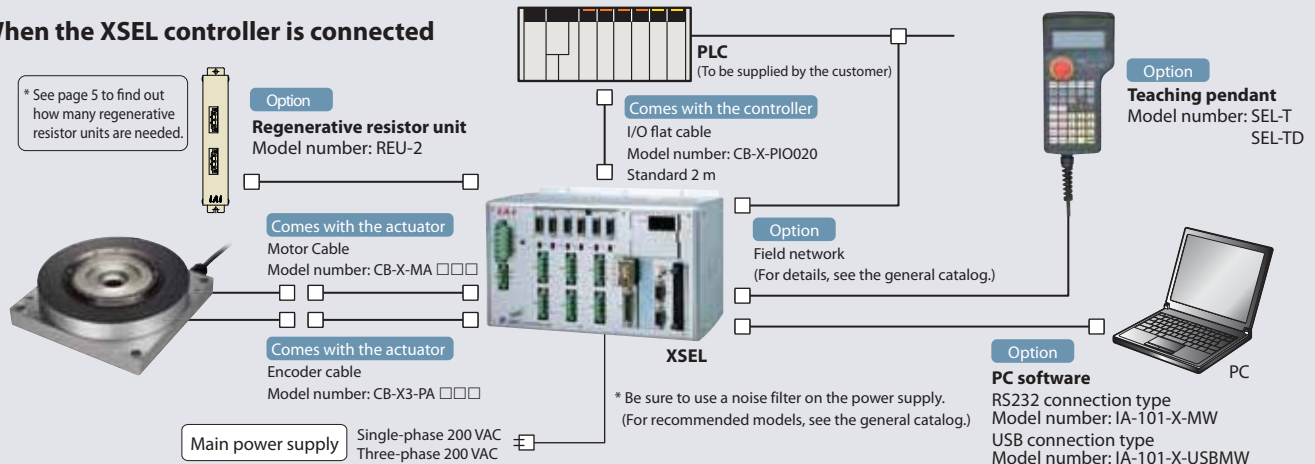 When the XSEL controller is connected
* See page 5 to find out
how many regenerative
resistor units are needed.
Option
Regenerative resistor unit
Model number: REU-2
IAI
PLC
(To be supplied by the customer)
Comes with the controller
I/O flat cable
Model number: CB-X-PIO020
Standard 2 m
Option
Teaching pendant
Model number: SEL-T
SEL-TD
Comes with the actuator
Motor Cable
Model number: CB-X-MA □□□
Comes with the actuator
Encoder cable
Model number: CB-X3-PA □□□
IAI
XSEL
Option
Field network
(For details, see the general catalog.)
Option
PC software
RS232 connection type
Model number: IA-101-X-MW
USB connection type
Model number: IA-101-X-USBMW
PC
* Be sure to use a noise filter on the power supply.
(For recommended models, see the general catalog.)
Main power supply
Single-phase 200 VAC
Three-phase 200 VAC